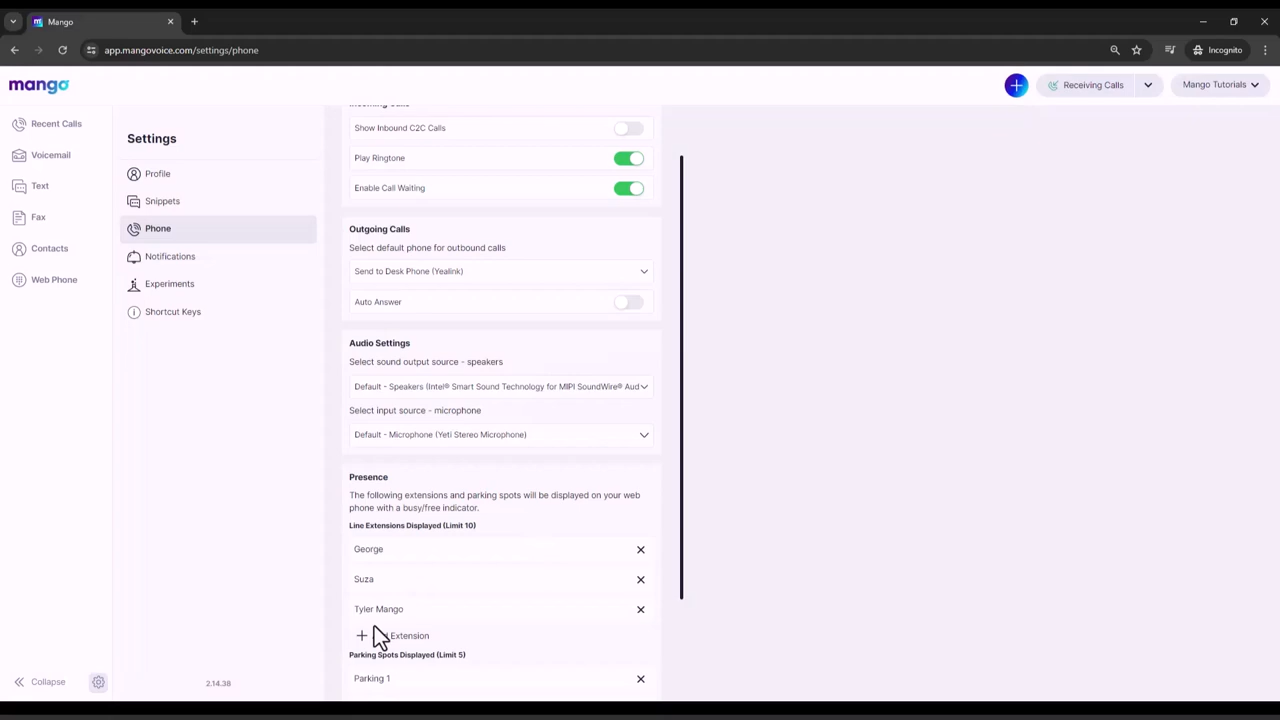 Mango
app.mangovoice.com/settings/phone
Incognito
mango
Receiving Calls
Mango Tutorials
Recent Calls
Voicemail
Text
Fax
Contacts
Web Phone
Collapse
Settings
Profile
Snippets
Phone
Notifications
Experiments
Shortcut Keys
2.14.38
Incoming Calls
Show Inbound C2C Calls
Play Ringtone
Enable Call Waiting
Outgoing Calls
Select default phone for outbound calls
Send to Desk Phone (Yealink)
Auto Answer
Audio Settings
Select sound output source - speakers
Default - Speakers (Intel® Smart Sound Technology for MIPI SoundWire® Aud
Select input source - microphone
Default - Microphone (Yeti Stereo Microphone)
Presence
The following extensions and parking spots will be displayed on your web
phone with a busy/free indicator.
Line Extensions Displayed (Limit 10)
George
Suza
Tyler Mango
Extension
Parking Spots Displayed (Limit 5)
Parking 1